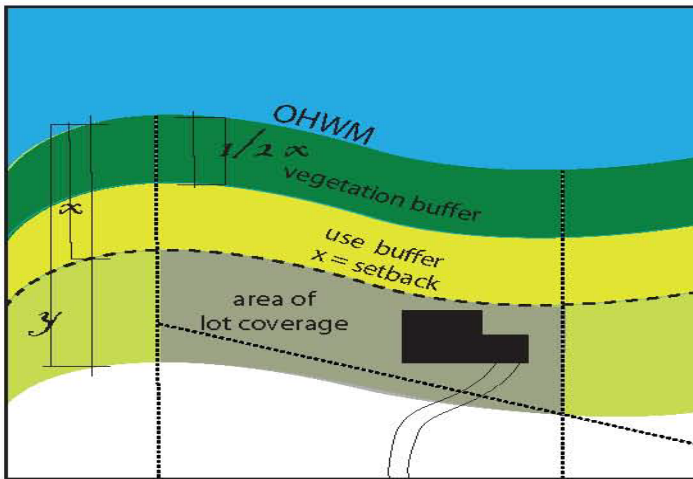 OHWM
1/2 x
vegetation buffer
x
use buffer
x = setback
area of
lot coverage
y